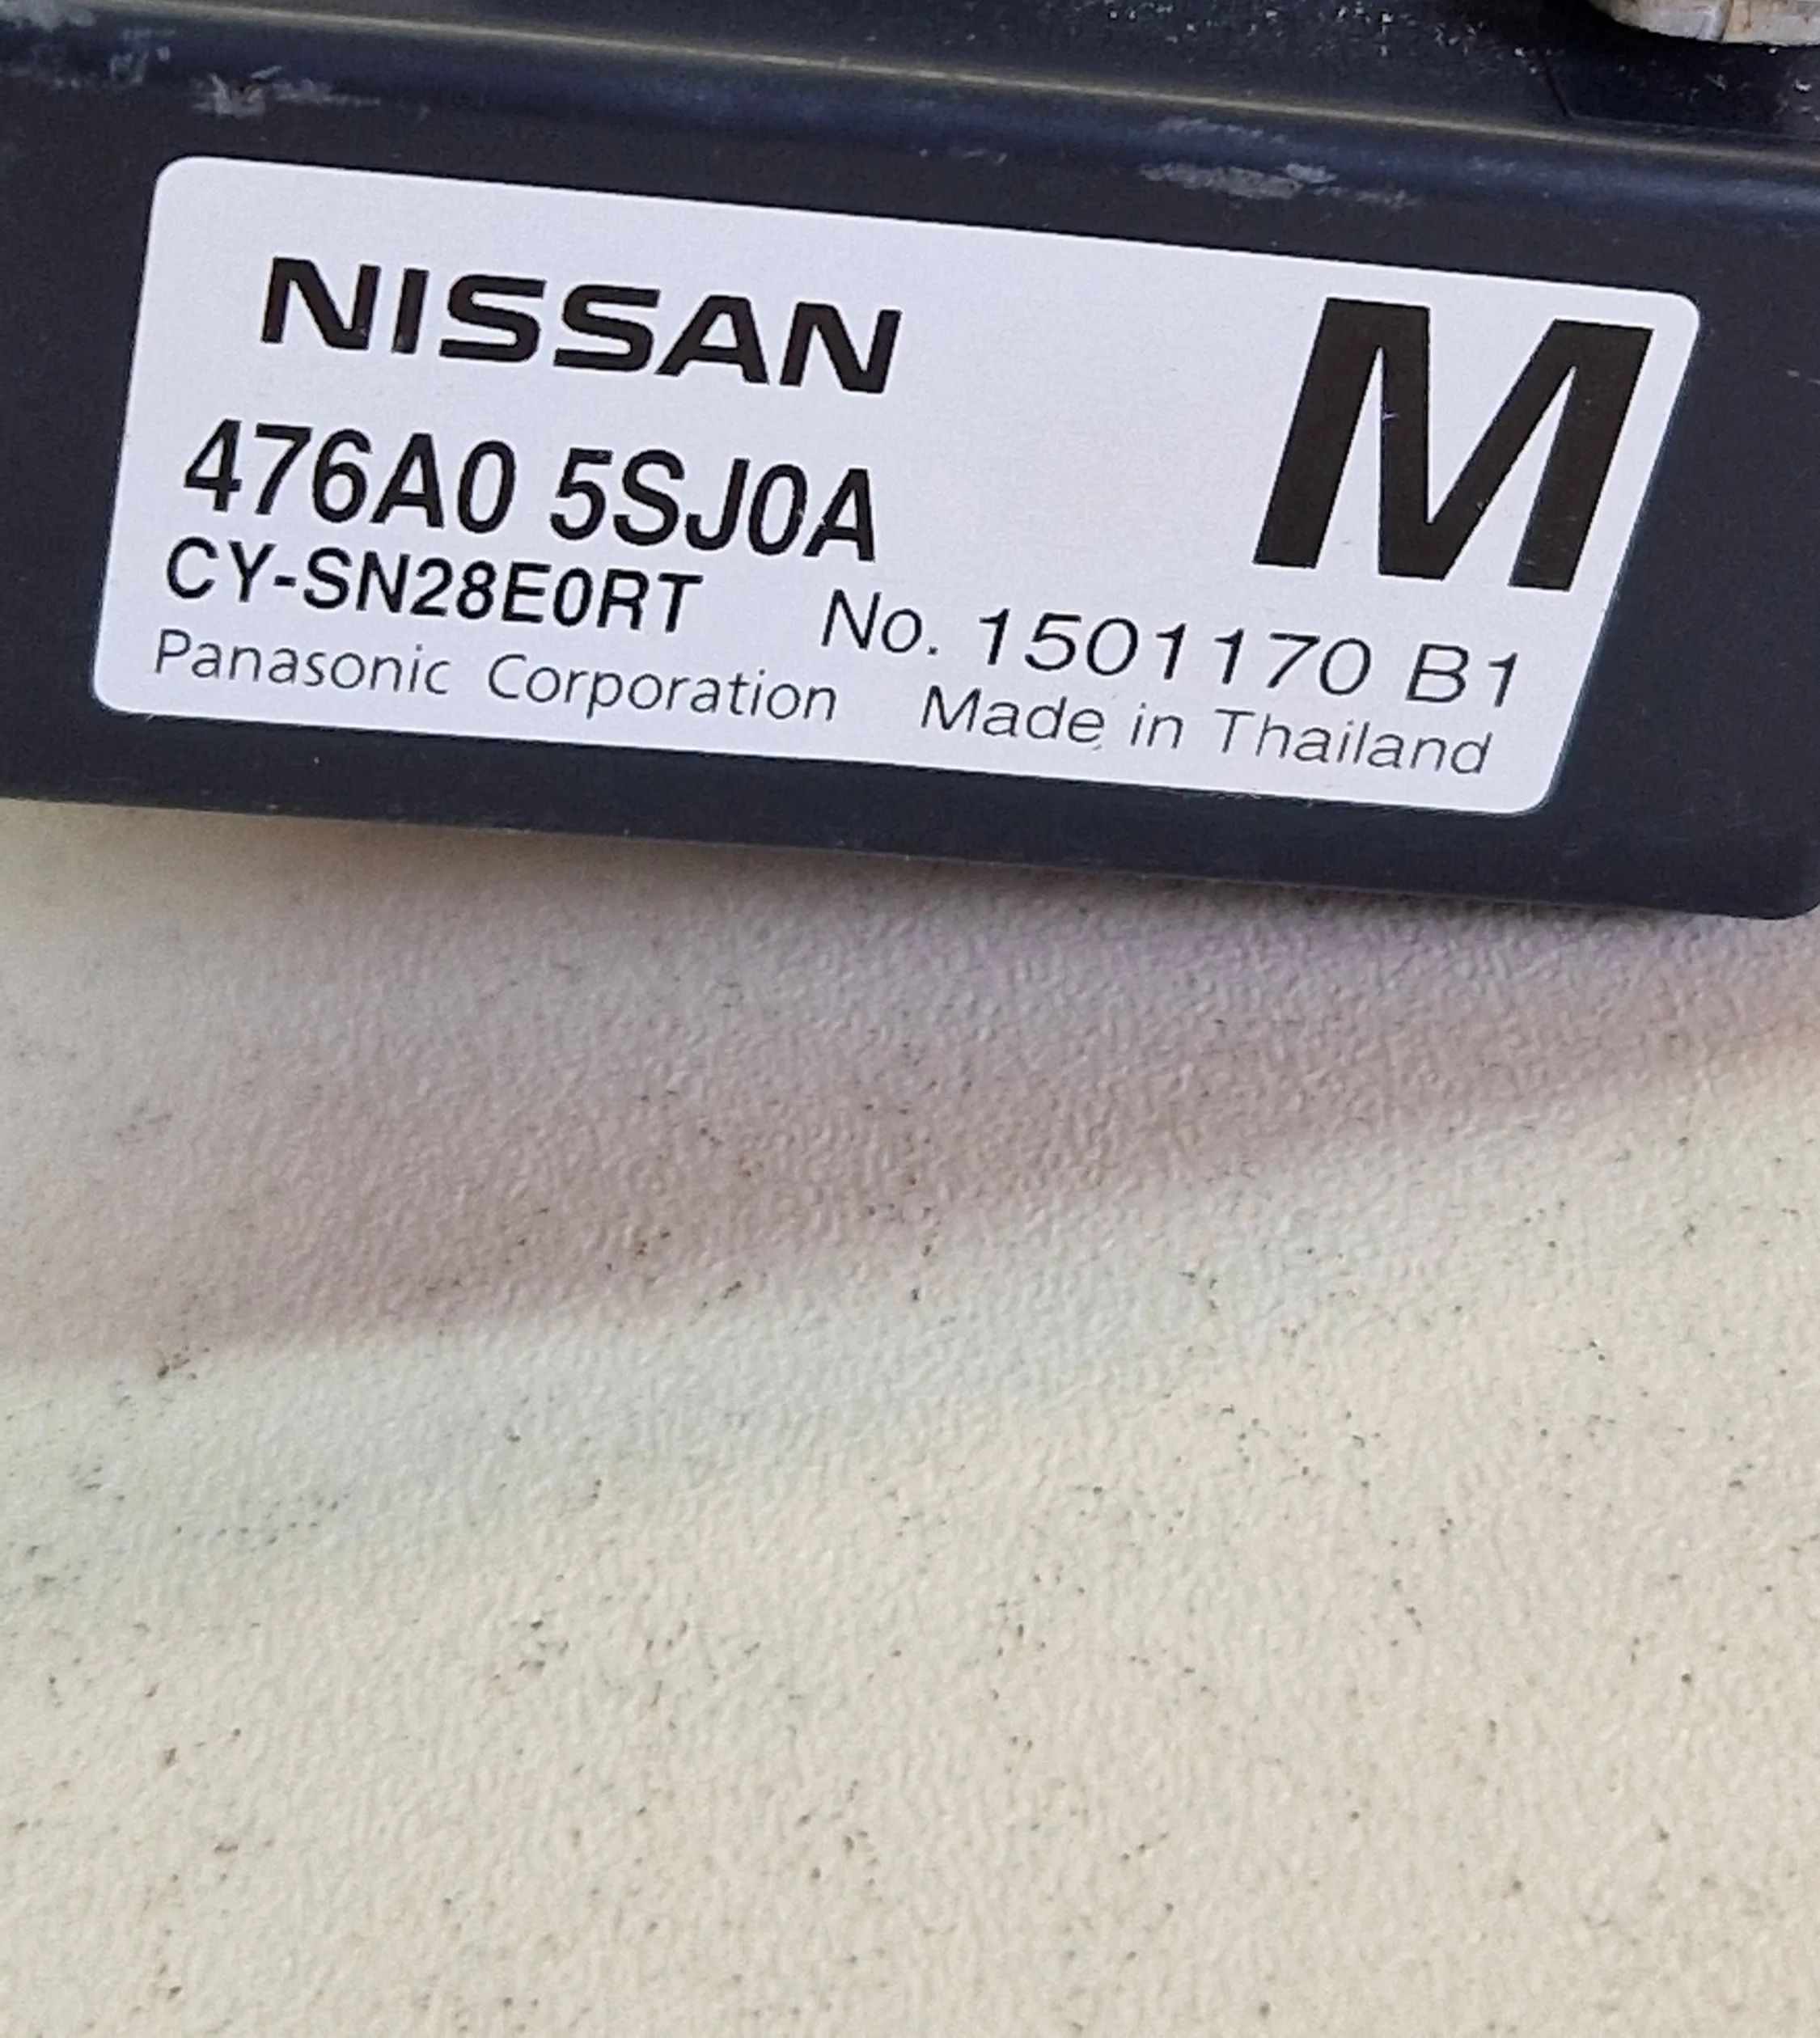 NISSAN
M
476A0 5SJ0A
CY-SN28E0RT No. 1501170 B1
Panasonic Corporation Made in Thailand